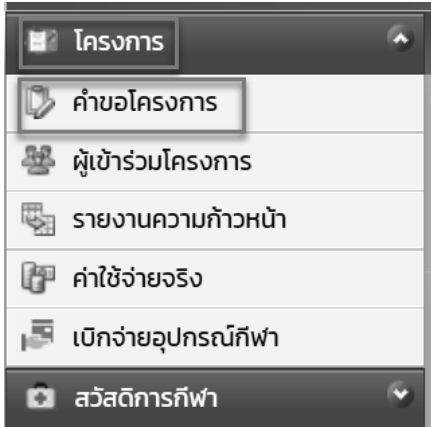 โครงการ
คำขอโครงการ
ผู้เข้าร่วมโครงการ
รายงานความก้าวหน้า
ค่าใช้จ่ายจริง
เบิกจ่ายอุปกรณ์กีฬา
สวัสดิการกีฬา